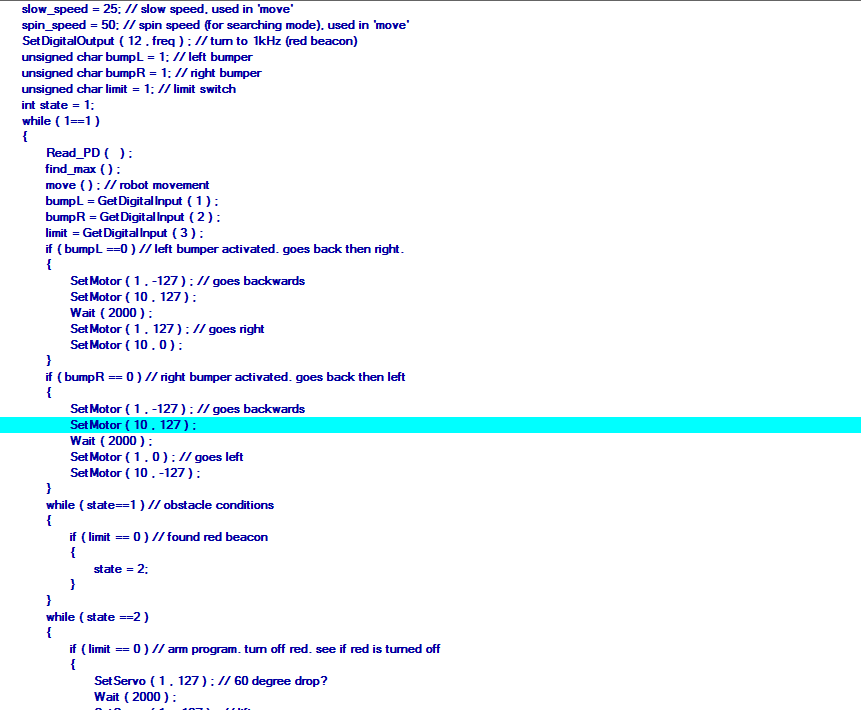 slow_speed = 25; // slow speed, used in 'move'
spin_speed = 50; // spin speed (for searching mode), used in 'move'
SetDigitalOutput ( 12 , freq ) ; // turn to 1kHz (red beacon)
unsigned char bumpL = 1; // left bumper
unsigned char bumpR = 1; // right bumper
unsigned char limit = 1; // limit switch
int state = 1;
while ( 1==1 )
{
Read_PD ( ) ;
find_max () ;
move () ; // robot movement
bumpL = GetDigitalInput ( 1 ) ;
bumpR = GetDigitalInput ( 2 ) ;
limit = GetDigitalInput ( 3 ) ;
if ( bumpL ==0 ) // left bumper activated. goes back then right.
{
SetMotor ( 1 , -127 ) ; // goes backwards
SetMotor ( 10 , 127 ) ;
Wait ( 2000 ) ;
SetMotor ( 1 , 127 ) ; // goes right
SetMotor ( 10 , 0 ) ;
}
if ( bumpR == 0 ) // right bumper activated. goes back then left
{
SetMotor ( 1 , -127 ) ; // goes backwards
SetMotor ( 10 , 127 ) ;
Wait ( 2000 ) ;
SetMotor ( 1 , 0 ) ; // goes left
SetMotor ( 10 , -127 ) ;
}
while ( state==1 ) // obstacle conditions
{
if ( limit == 0 ) // found red beacon
{
state = 2;
}
}
while ( state ==2 )
{
if ( limit == 0 ) // arm program. turn off red. see if red is turned off
{
SetServo ( 1 , 127 ) ; // 60 degree drop?
Wait ( 2000 ) ;